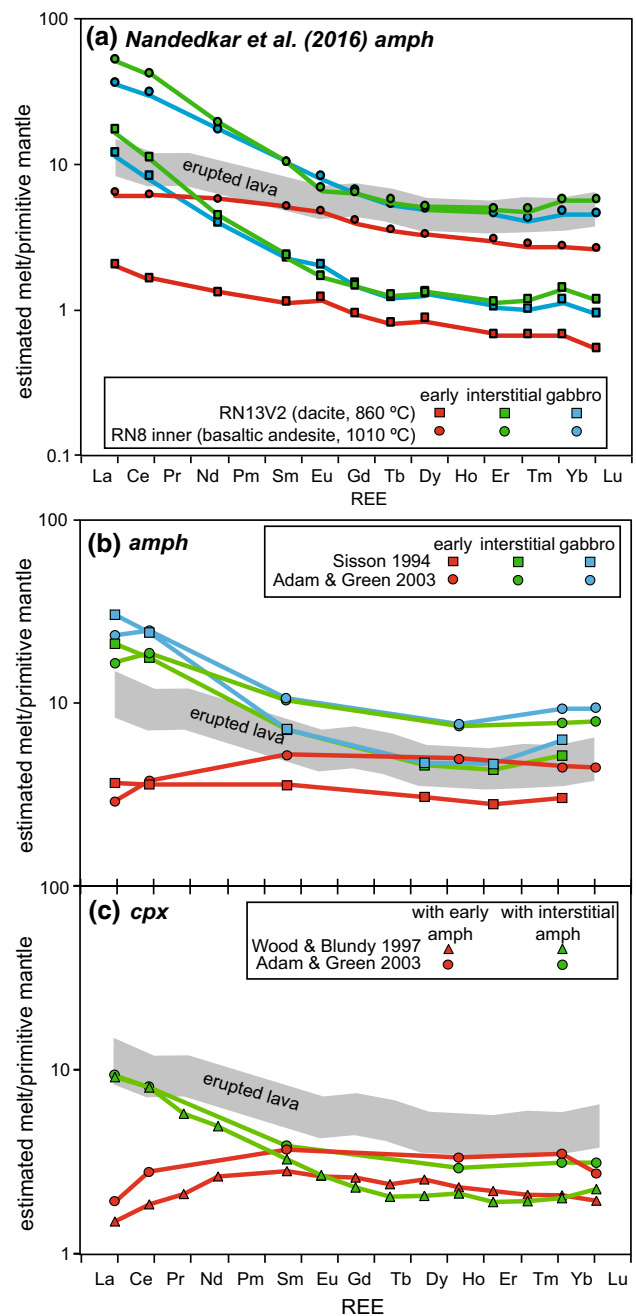 100
(a) Nandedkar et al. (2016) amph
erupted lava
10
1
0.1
estimated melt/primitive mantle
early interstitial gabbro
RN13V2 (dacite, 860 ºC)
RN8 inner (basaltic andesite, 1010 ºC)
La Ce Pr Nd Pm Sm Eu Gd Tb Dy Ho Er Tm Yb Lu
REE
100
(b) amph
early interstitial gabbro
Sisson 1994
Adam & Green 2003
10
erupted lava
estimated melt/primitive mantle
100
(c) cpx
with early amph
with interstitial amph
Wood & Blundy 1997
Adam & Green 2003
10
erupted lava
1
estimated melt/primitive mantle
La Ce Pr Nd Pm Sm Eu Gd Tb Dy Ho Er Tm Yb Lu
REE